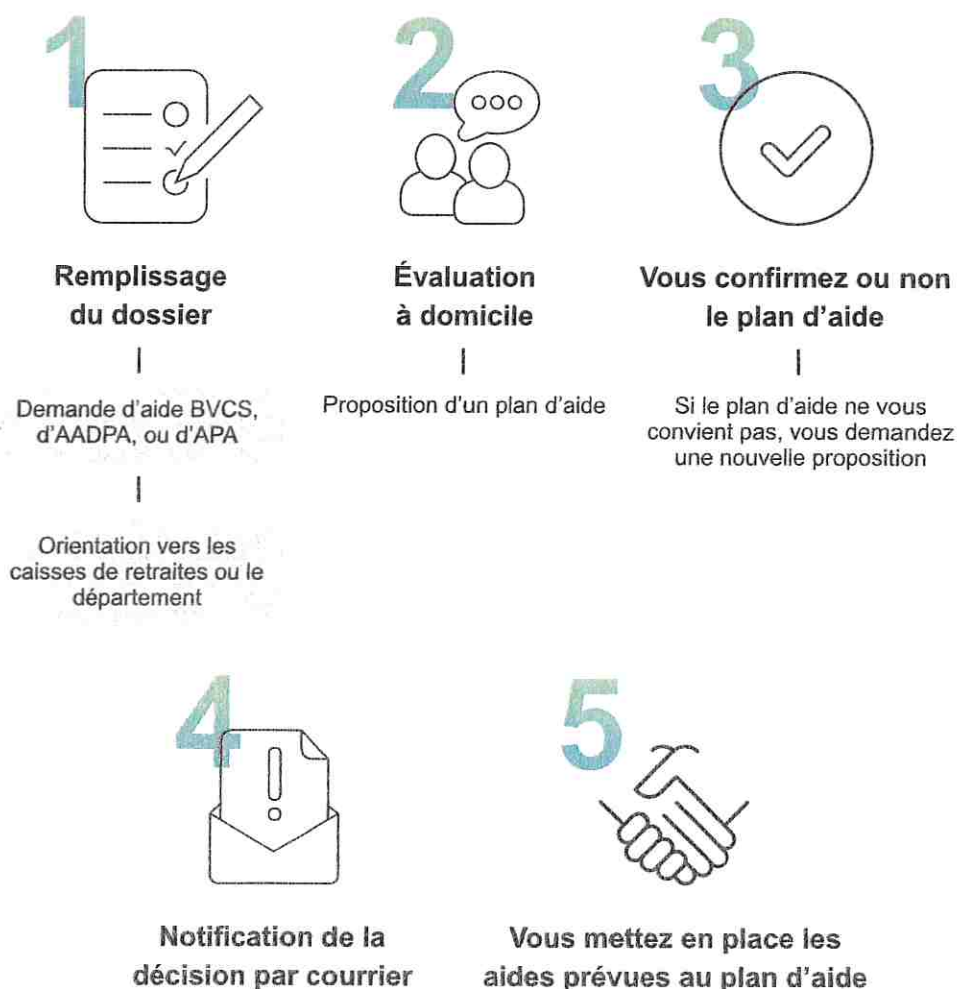 1
Remplissage
du dossier
Demande d'aide BVCS,
d'AADPA, ou d'APA
Orientation vers les
caisses de retraites ou le
département
2
Évaluation
à domicile
Proposition d'un plan d'aide
3
Vous confirmez ou non
le plan d'aide
Si le plan d'aide ne vous
convient pas, vous demandez
une nouvelle proposition
4
Notification de la
décision par courrier
5
Vous mettez en place les
aides prévues au plan d'aide